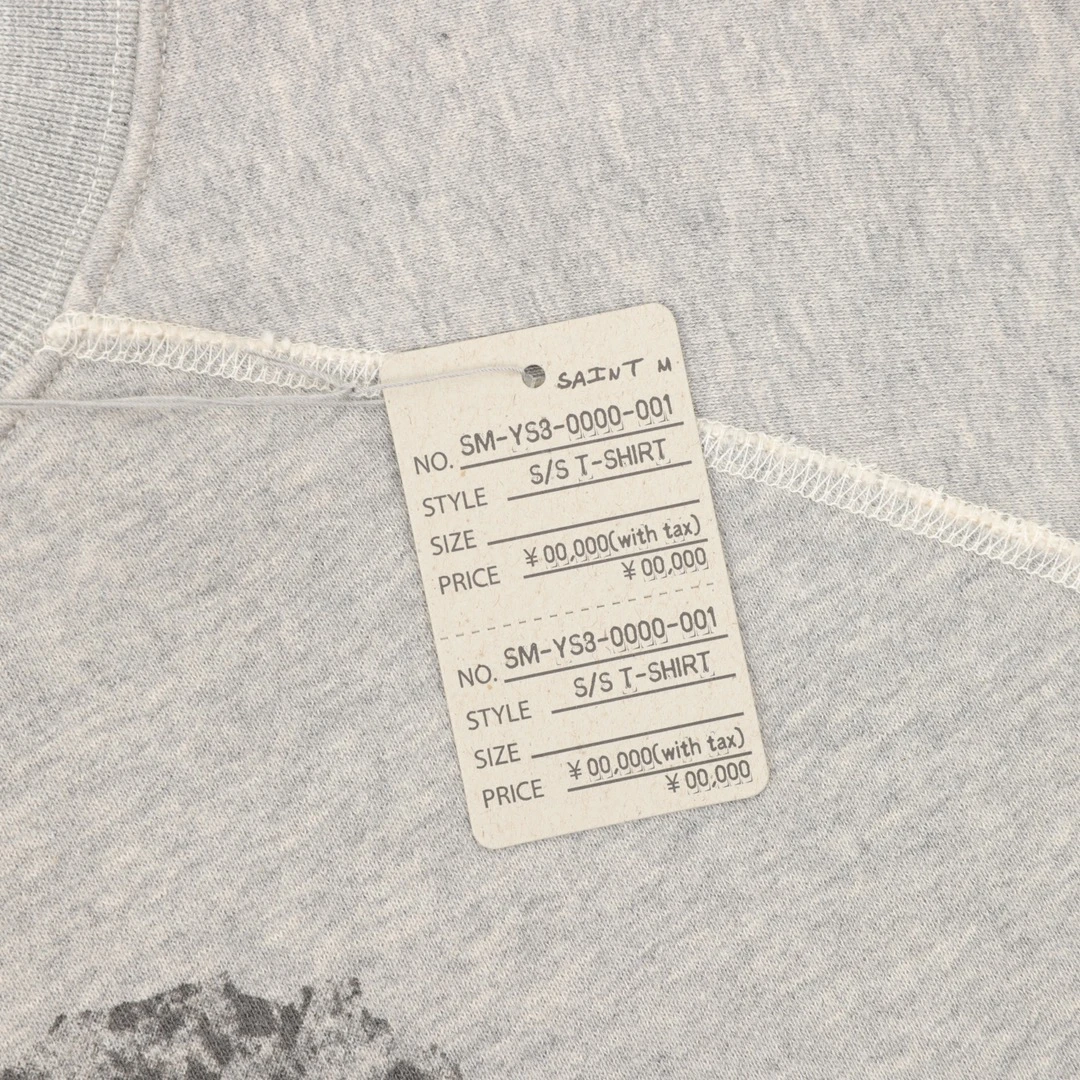 SAINT M
NO. SM-YS3-0000-001
STYLE S/S T-SHIRT
SIZE
PRICE ¥00,000(with tax)
¥00,000
NO. SM-YS3-0000-001
STYLE S/S T-SHIRT
SIZE
PRICE ¥00,000(with tax)
¥00,000